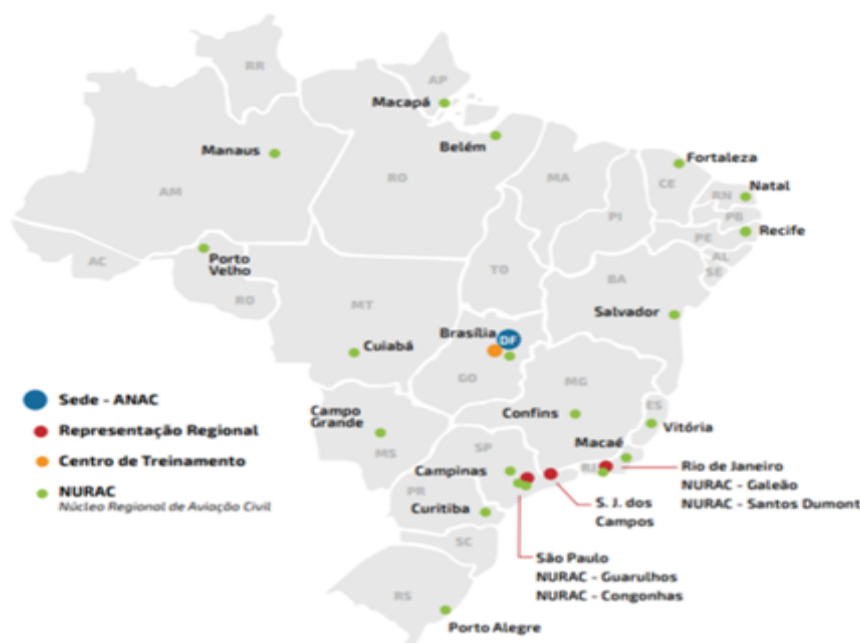 RR
AP
Macapá
Belém
Manaus
Fortaleza
RO
MA
CE
Natal
RN
AM
PB
PI
Recife
PE
AL
AC
Porto
Velho
TO
SE
BA
RO
MT
Salvador
Brasília
DF
Cuiabá
GO
MG
Sede - ANAC
Campo
Grande
Confins
ES
Vitória
Representação Regional
MS
SP
Macaé
Centro de Treinamento
Campinas
RJ
Rio de Janeiro
NURAC - Galeão
NURAC - Santos Dumont
NURAC
Núcleo Regional de Aviação Civil
PR
Curitiba
S. J. dos
Campos
SC
São Paulo
NURAC - Guarulhos
NURAC - Congonhas
RS
Porto Alegre